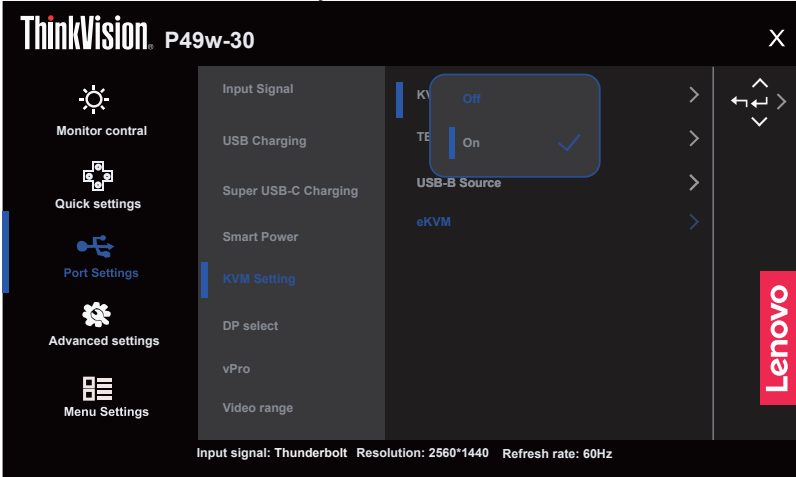 ThinkVision P49w-30
X
Monitor contral
Quick settings
Port Settings
Advanced settings
Menu Settings
Input Signal
USB Charging
Super USB-C Charging
Smart Power
KVM Setting
DP select
vPro
Video range
Off
On
USB-B Source
eKVM
Lenovo
Input signal: Thunderbolt Resolution: 2560*1440 Refresh rate: 60Hz